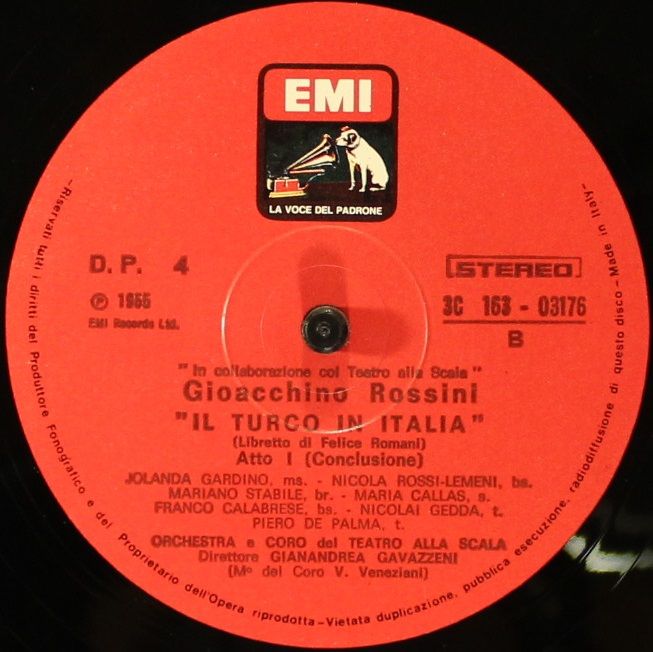 EMI
LA VOCE DEL PADRONE
D. P. 4
STEREO
℗ 1955
EMI Records Ltd.
3C 163 - 03176
B
"In collaborazione col Teatro alla Scala"
Gioacchino Rossini
"IL TURCO IN ITALIA"
(Libretto di Felice Romani)
Atto I (Conclusione)
JOLANDA GARDINO, ms. - NICOLA ROSSI-LEMENI, bs.
MARIANO STABILE, br. - MARIA CALLAS, s.
FRANCO CALABRESE, bs. - NICOLAI GEDDA, t.
PIERO DE PALMA, t.
ORCHESTRA e CORO del TEATRO ALLA SCALA
Direttore GIANANDREA GAVAZZENI
(Mº del Coro V. Veneziani)
-Riservati tutti i diritti del Produttore Fonografico e del Proprietario dell'Opera riprodotta-Vietata duplicazione, pubblica esecuzione, radiodiffusione di questo disco-Made in Italy-